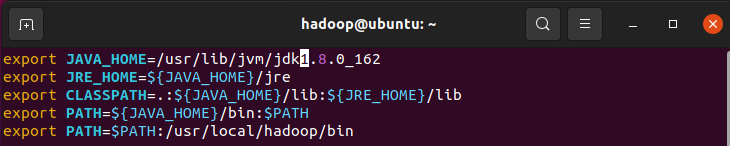 hadoop@ubuntu: ~
export JAVA_HOME=/usr/lib/jvm/jdk1.8.0_162
export JRE_HOME=${JAVA_HOME}/jre
export CLASSPATH=.:${JAVA_HOME}/lib:${JRE_HOME}/lib
export PATH=${JAVA_HOME}/bin:$PATH
export PATH=$PATH:/usr/local/hadoop/bin